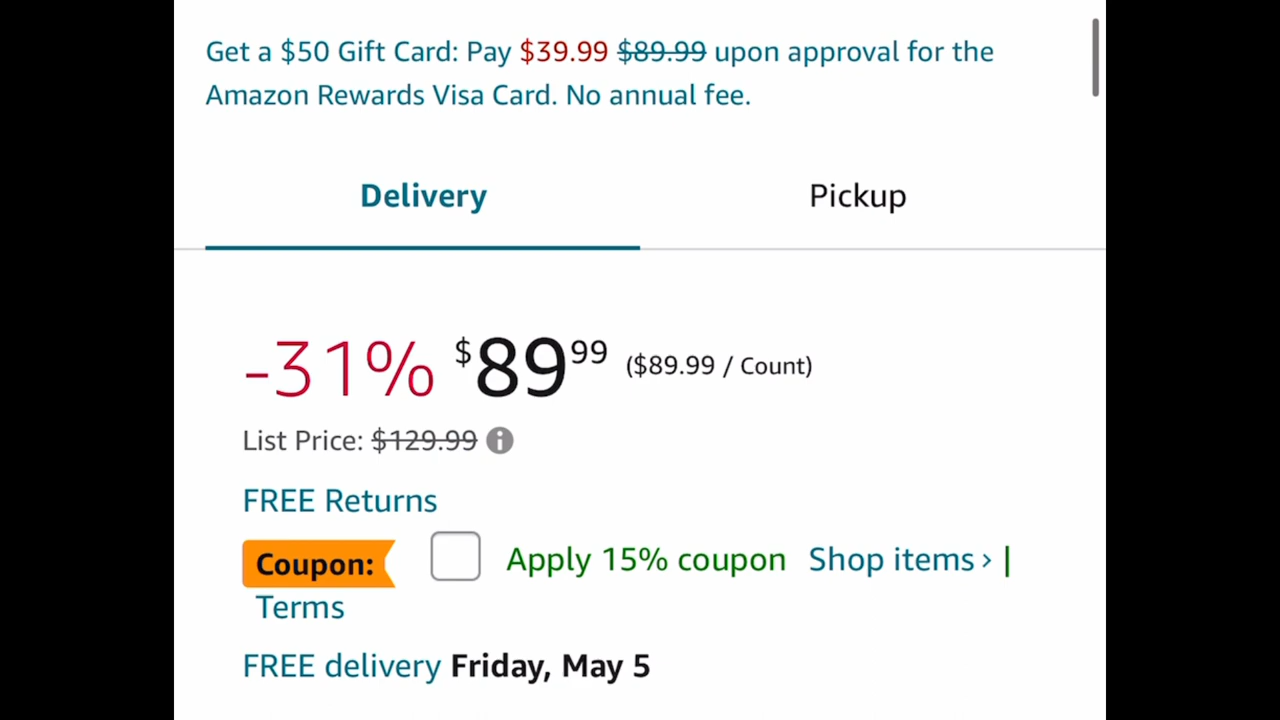 Get a $50 Gift Card: Pay $39.99 $89.99 upon approval for the
Amazon Rewards Visa Card. No annual fee.
Delivery Pickup
-31% $89 99 ($89.99 / Count)
List Price: $129.99 i
FREE Returns
Coupon: Apply 15% coupon Shop items › |
Terms
FREE delivery Friday, May 5